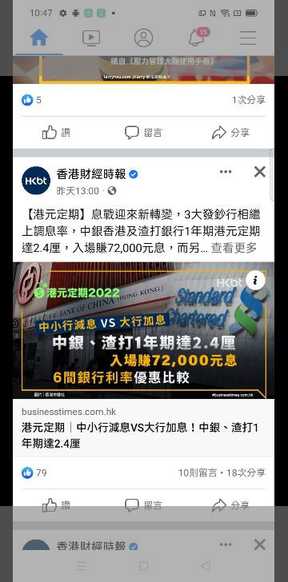 10:47
15
摘自《壓力管理大師使用手冊》
5
1次分享
讚
留言
分享
HKbt
香港財經時報
昨天13:00
【港元定期】息戰迎來新轉變，3大發鈔行相繼
上調息率，中銀香港及渣打銀行1年期港元定期
達2.4厘，入場賺72,000元息，而另... 查看更多
HKbt
(HONG KONG)
Standard
Chartered
港元定期2022
中小行減息 VS 大行加息
中銀、渣打1年期達2.4厘
入場賺72,000元息
6間銀行利率優惠比較
businesstimes.com.hk
港元定期｜中小行減息VS大行加息！中銀、渣打1
年期達2.4厘
79
10則留言・18次分享
讚
留言
分享
香港財經時報